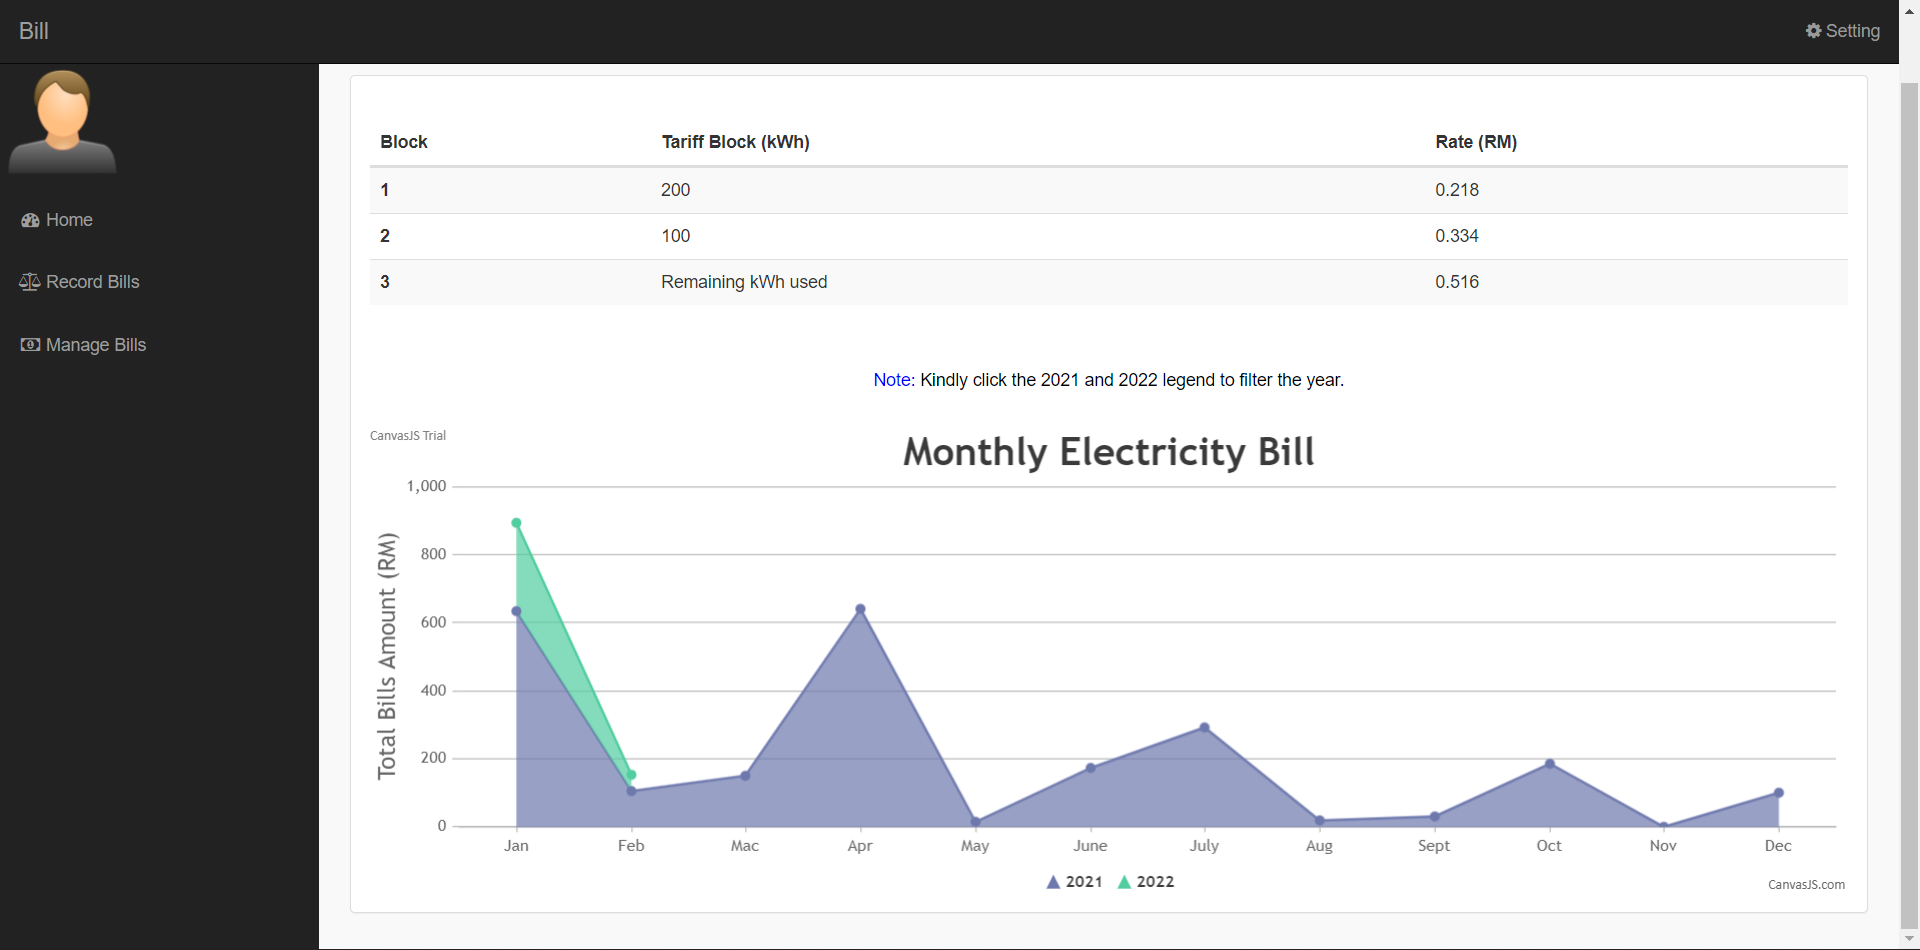 Bill
Setting
Home
Record Bills
Manage Bills
Block Tariff Block (kWh) Rate (RM)
1 200 0.218
2 100 0.334
3 Remaining kWh used 0.516
Note: Kindly click the 2021 and 2022 legend to filter the year.
CanvasJS Trial
Monthly Electricity Bill
Total Bills Amount (RM)
1,000
800
600
400
200
0
Jan Feb Mac Apr May June July Aug Sept Oct Nov Dec
2021 2022
CanvasJS.com